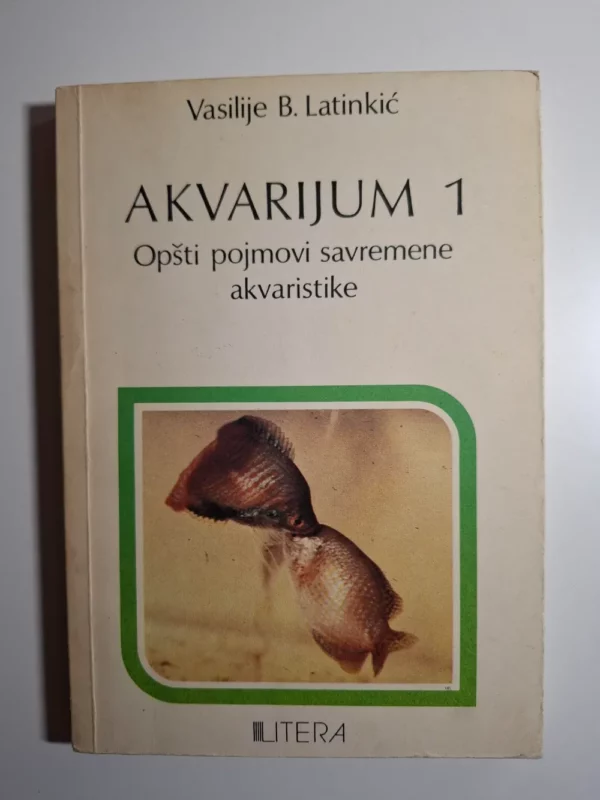 Vasilije B. Latinkić
AKVARIJUM 1
Opšti pojmovi savremene
akvaristike
LITERA